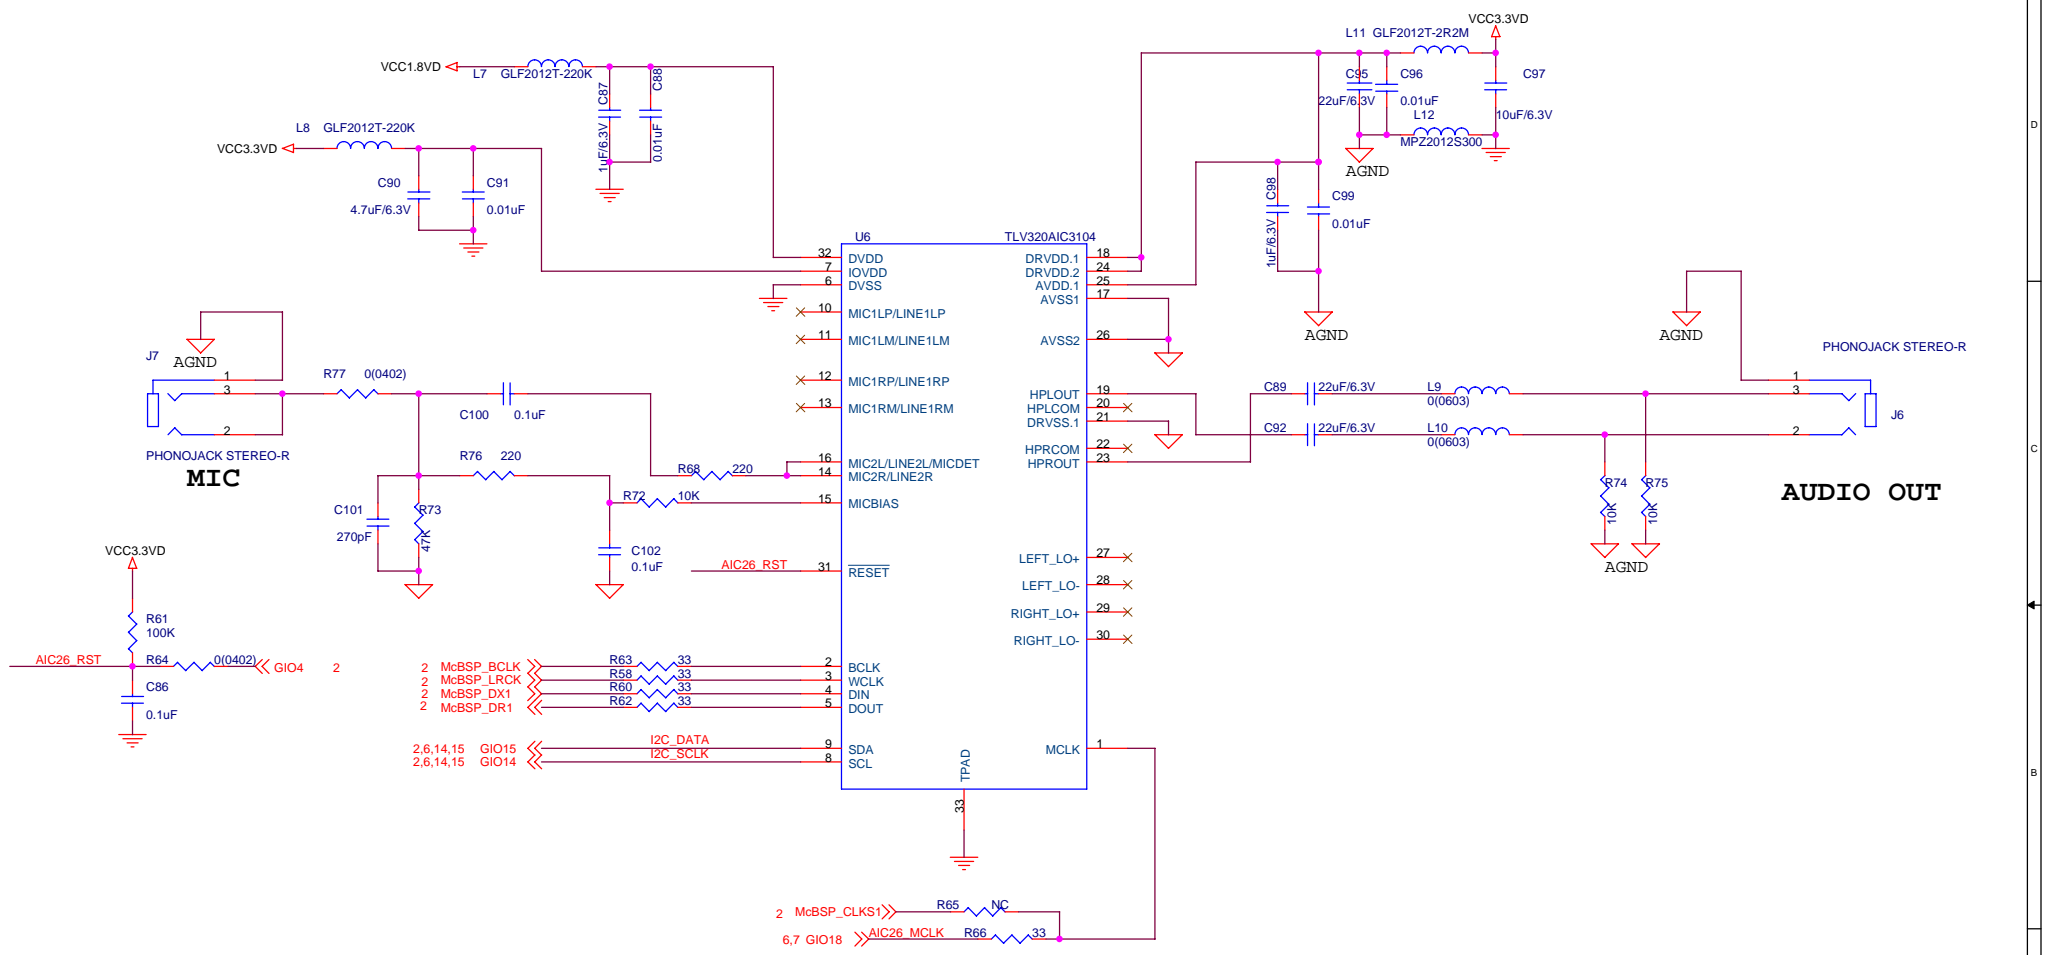 VCC3.3VD
L11 GLF2012T-2R2M
VCC1.8VD
L7 GLF2012T-220K
C87
1uF/6.3V
C88
0.01uF
C95
22uF/6.3V
C96
0.01uF
C97
10uF/6.3V
L12
MPZ2012S300
AGND
L8 GLF2012T-220K
VCC3.3VD
C90
4.7uF/6.3V
C91
0.01uF
C98
1uF/6.3V
C99
0.01uF
AGND
D
U6
TLV320AIC3104
32 DVDD
7 IOVDD
6 DVSS
10 MIC1LP/LINE1LP
11 MIC1LM/LINE1LM
12 MIC1RP/LINE1RP
13 MIC1RM/LINE1RM
16 MIC2L/LINE2L/MICDET
14 MIC2R/LINE2R
15 MICBIAS
31 RESET
2 BCLK
3 WCLK
4 DIN
5 DOUT
9 SDA
8 SCL
DRVDD.1 18
DRVDD.2 24
AVDD.1 25
AVSS1 17
AVSS2 26
HPLOUT 19
HPLCOM 20
DRVSS.1 21
HPRCOM 22
HPROUT 23
LEFT_LO+ 27
LEFT_LO- 28
RIGHT_LO+ 29
RIGHT_LO- 30
MCLK 1
TPAD
33
J7
AGND
1
3
2
PHONOJACK STEREO-R
MIC
R77 0(0402)
C100 0.1uF
R76 220
R68 220
R72 10K
C101
270pF
R73
47K
C102
0.1uF
AIC26_RST
VCC3.3VD
R61
100K
AIC26_RST
R64 0(0402)
GIO4 2
C86
0.1uF
2 McBSP_BCLK R63 33
2 McBSP_LRCK R58 33
2 McBSP_DX1 R60 33
2 McBSP_DR1 R62 33
2,6,14,15 GIO15 I2C_DATA
2,6,14,15 GIO14 I2C_SCLK
2 McBSP_CLKS1 R65 NC
6,7 GIO18 AIC26_MCLK R66 33
C89 22uF/6.3V L9
0(0603)
C92 22uF/6.3V L10
0(0603)
AGND
PHONOJACK STEREO-R
1
3
2
J6
R74
10K
R75
10K
AGND
AUDIO OUT
C
B